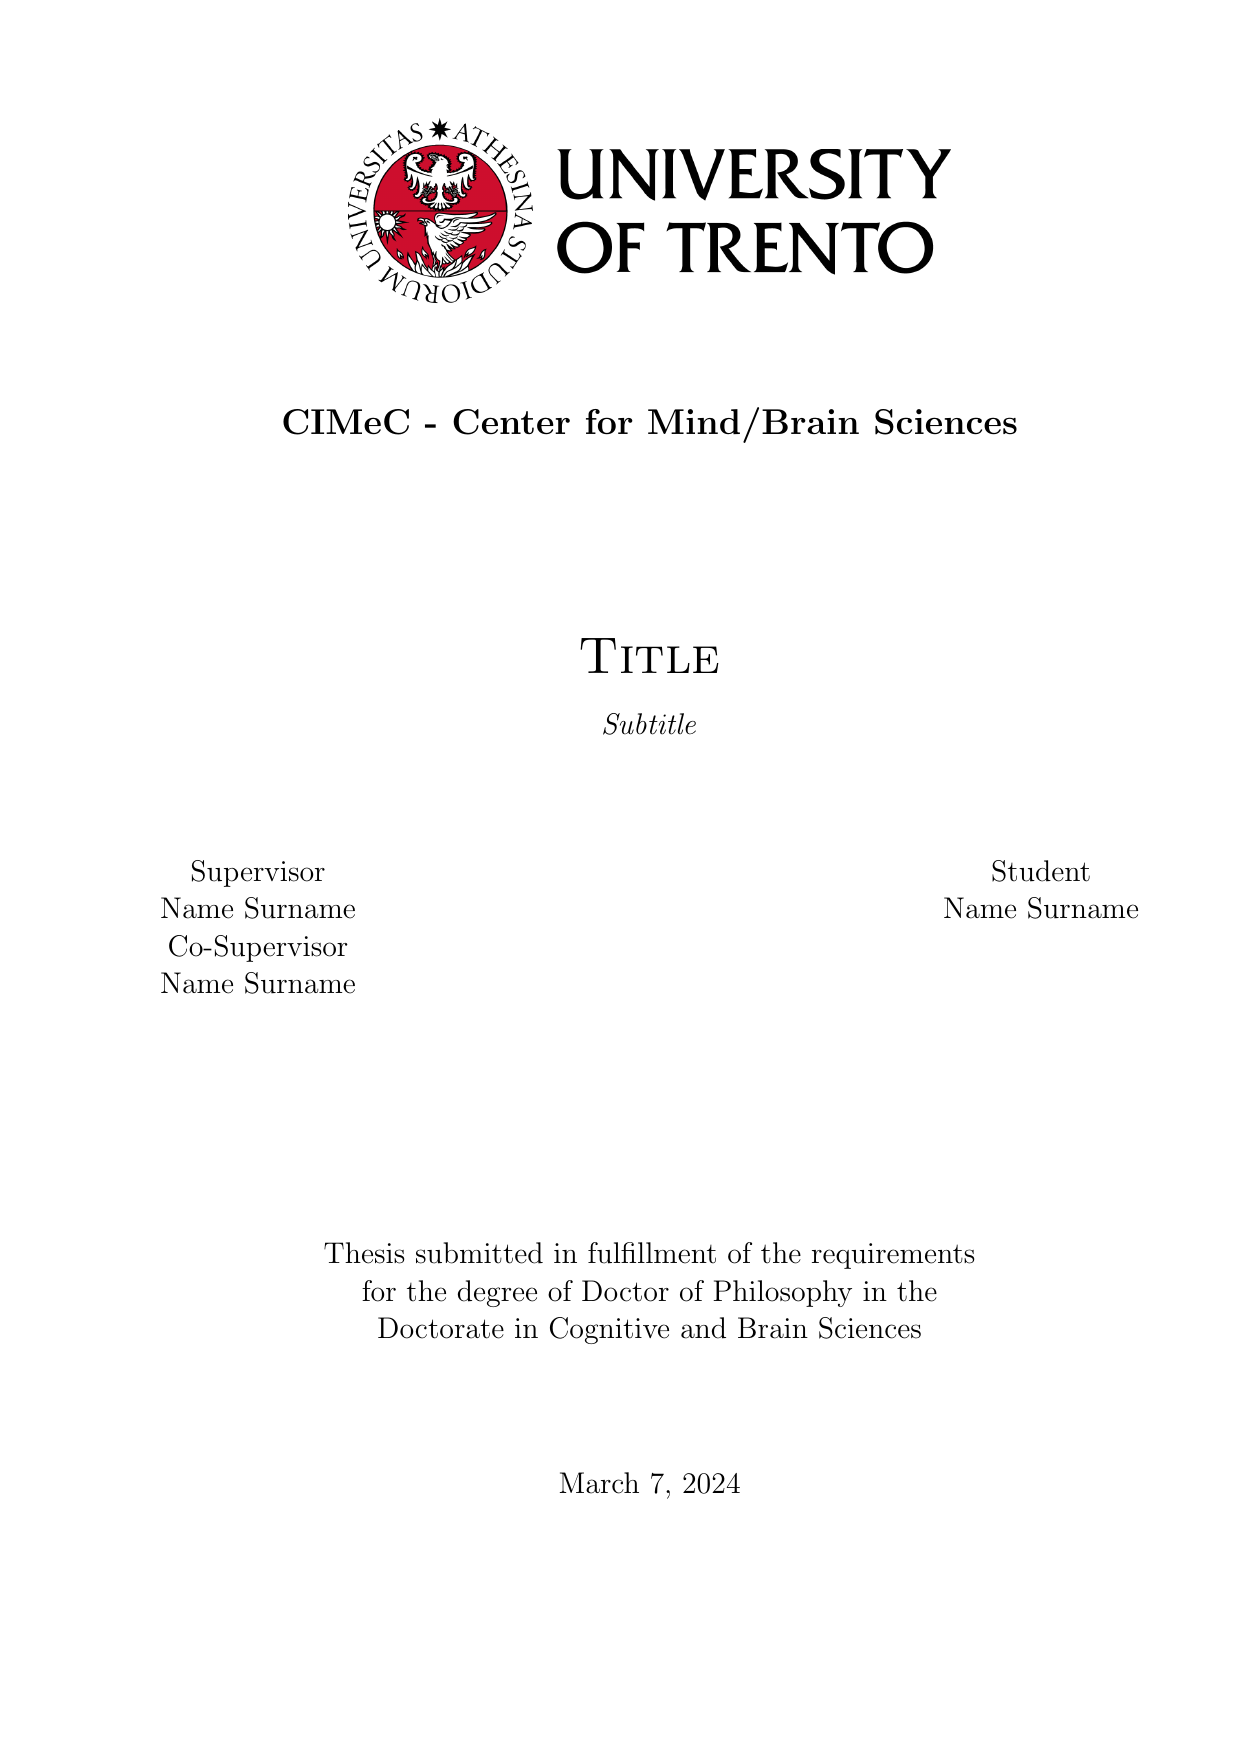 UNIVERSITAS ★ ATHESINA STUDIORUM
UNIVERSITY
OF TRENTO
CIMeC - Center for Mind/Brain Sciences
Title
Subtitle
Supervisor
Name Surname
Co-Supervisor
Name Surname
Student
Name Surname
Thesis submitted in fulfillment of the requirements
for the degree of Doctor of Philosophy in the
Doctorate in Cognitive and Brain Sciences
March 7, 2024